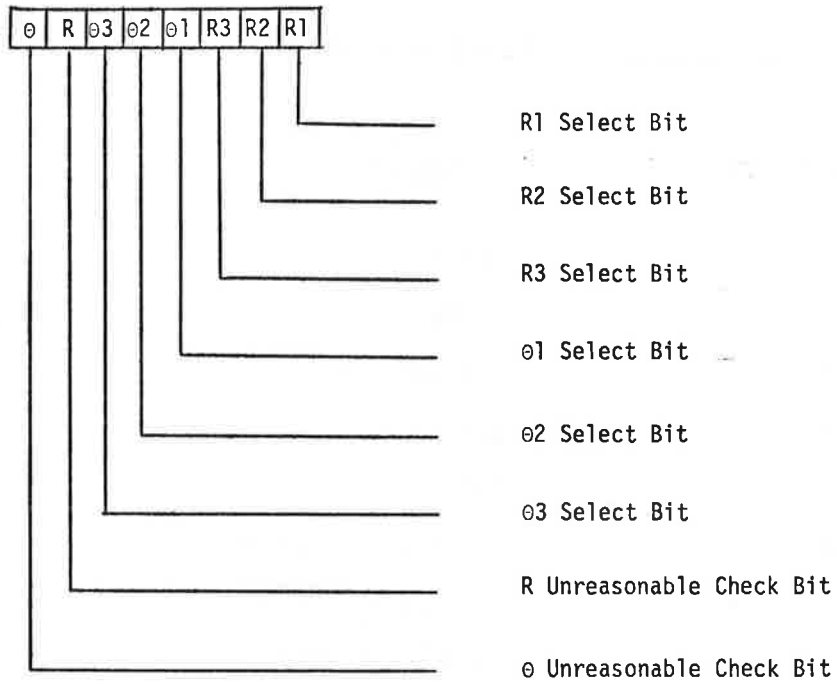 Θ R Θ3 Θ2 Θ1 R3 R2 R1
R1 Select Bit
R2 Select Bit
R3 Select Bit
Θ1 Select Bit
Θ2 Select Bit
Θ3 Select Bit
R Unreasonable Check Bit
Θ Unreasonable Check Bit